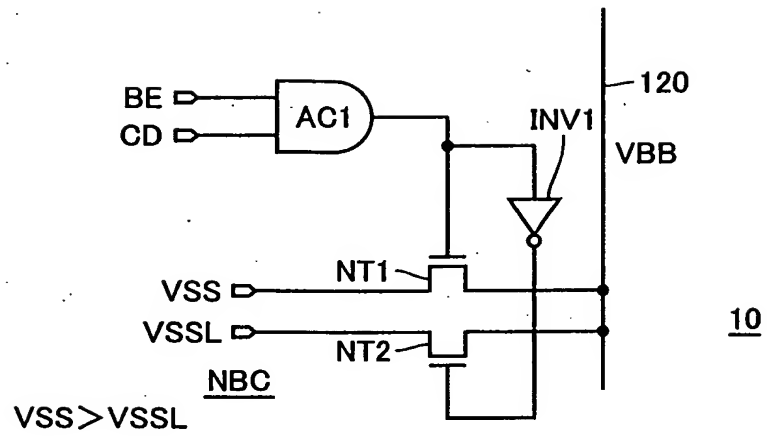 120
BE
AC1
INV1
CD
VBB
NT1
VSS
10
VSSL
NT2
NBC
VSS>VSSL